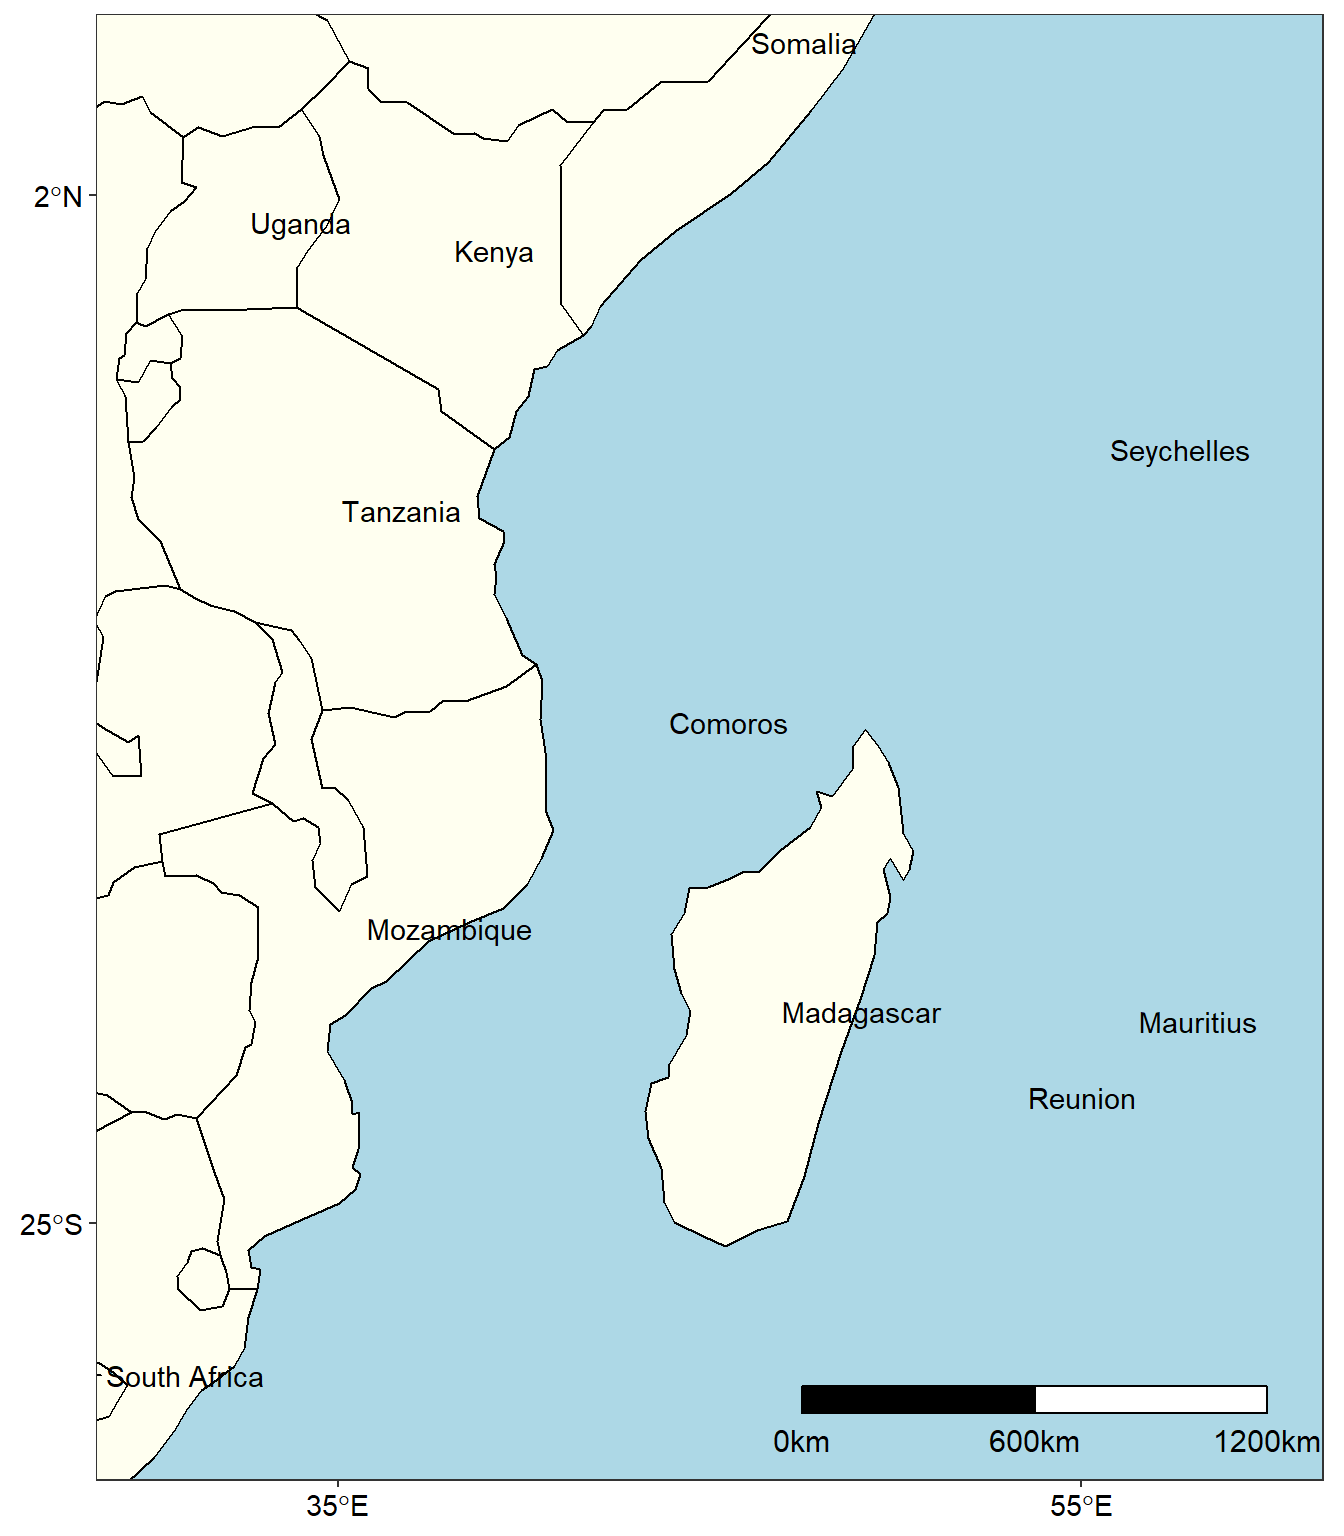 Somalia
2°N
Uganda
Kenya
Seychelles
Tanzania
Comoros
Mozambique
Madagascar
Mauritius
Reunion
25°S
South Africa
0km 600km 1200km
35°E 55°E